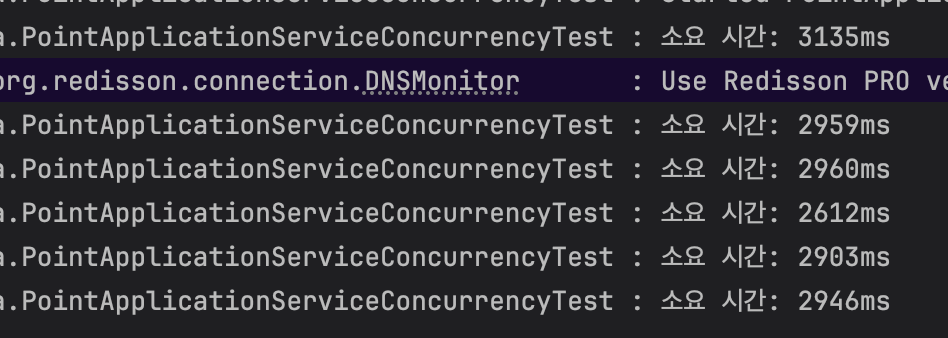 a.PointApplicationServiceConcurrencyTest : 소요 시간: 3135ms
org.redisson.connection.DNSMonitor : Use Redisson PRO
a.PointApplicationServiceConcurrencyTest : 소요 시간: 2959ms
a.PointApplicationServiceConcurrencyTest : 소요 시간: 2960ms
a.PointApplicationServiceConcurrencyTest : 소요 시간: 2612ms
a.PointApplicationServiceConcurrencyTest : 소요 시간: 2903ms
a.PointApplicationServiceConcurrencyTest : 소요 시간: 2946ms